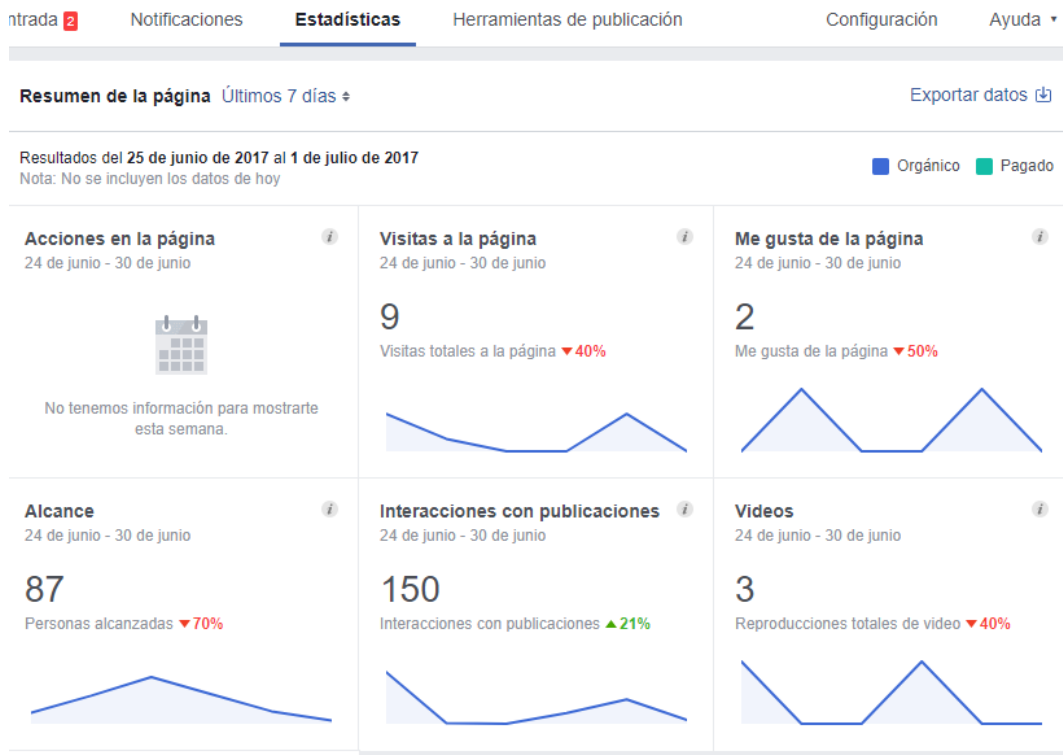 ntrada 2 Notificaciones Estadísticas Herramientas de publicación Configuración Ayuda
Resumen de la página Últimos 7 días Exportar datos
Resultados del 25 de junio de 2017 al 1 de julio de 2017
Nota: No se incluyen los datos de hoy
Orgánico Pagado
Acciones en la página
24 de junio - 30 de junio
No tenemos información para mostrarte
esta semana.
Visitas a la página
24 de junio - 30 de junio
9
Visitas totales a la página ▼40%
Me gusta de la página
24 de junio - 30 de junio
2
Me gusta de la página ▼50%
Alcance
24 de junio - 30 de junio
87
Personas alcanzadas ▼70%
Interacciones con publicaciones
24 de junio - 30 de junio
150
Interacciones con publicaciones ▲21%
Videos
24 de junio - 30 de junio
3
Reproducciones totales de video ▼40%